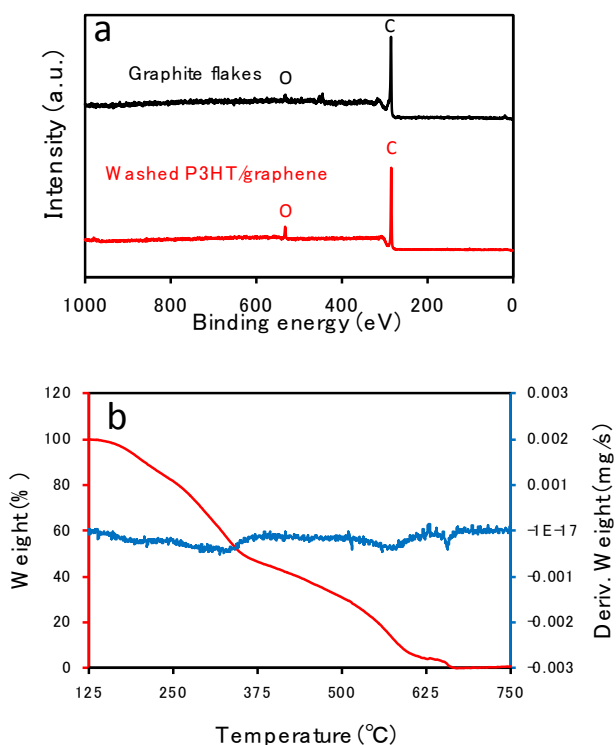 a
C
Graphite flakes
O
C
Washed P3HT/graphene
O
Intensity (a.u.)
1000 800 600 400 200 0
Binding energy (eV)
b
120
100
80
60
40
20
0
Weight(% )
0.003
0.002
0.001
-1E-17
-0.001
-0.002
-0.003
Deriv. Weight(mg/s)
125 250 375 500 625 750
Temperature (℃)